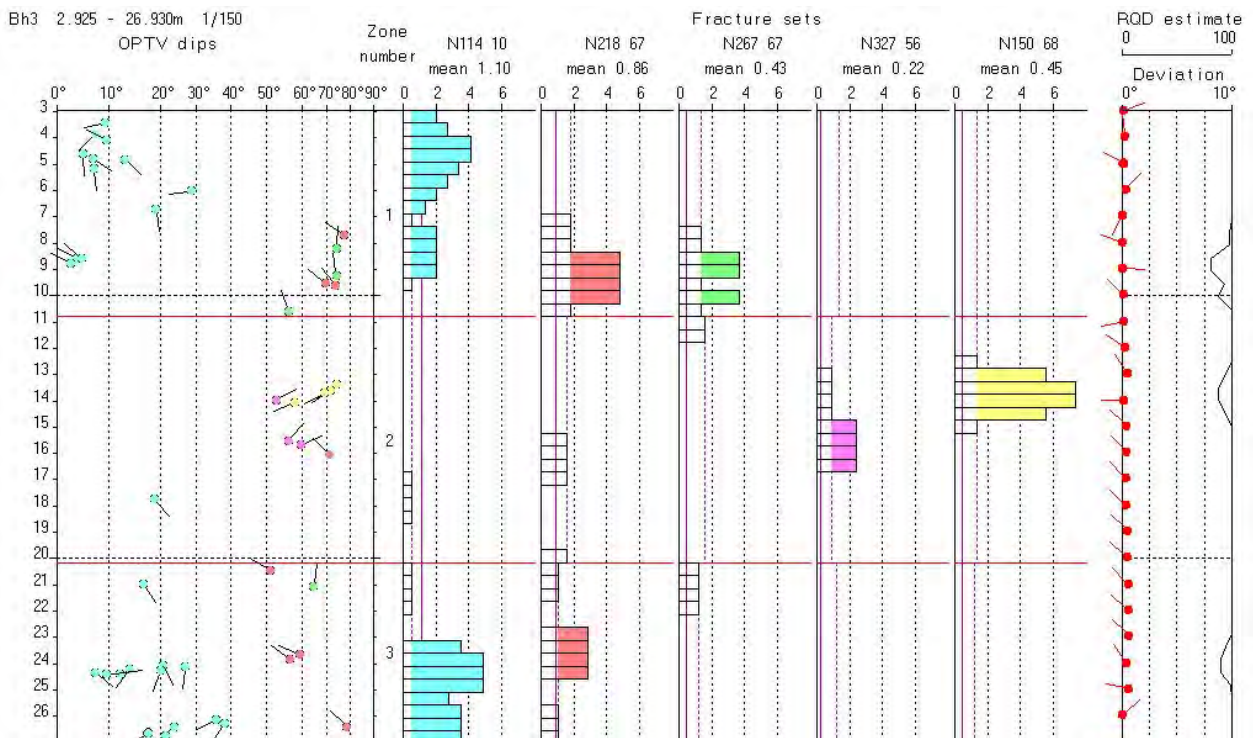 Bh3 2.925 - 26.930m 1/150
OPTV dips
Zone
number
Fracture sets
N114 10
mean 1.10
N218 67
mean 0.86
N267 67
mean 0.43
N327 56
mean 0.22
N150 68
mean 0.45
RQD estimate
0 100
Deviation
0° 10° 20° 30° 40° 50° 60° 70° 80° 90°
0 2 4 6
0 2 4 6
0 2 4 6
0 2 4 6
0 2 4 6
0° 10°
3
4
5
6
7
1
8
9
10
11
12
13
14
15
2
16
17
18
19
20
21
22
23
3
24
25
26